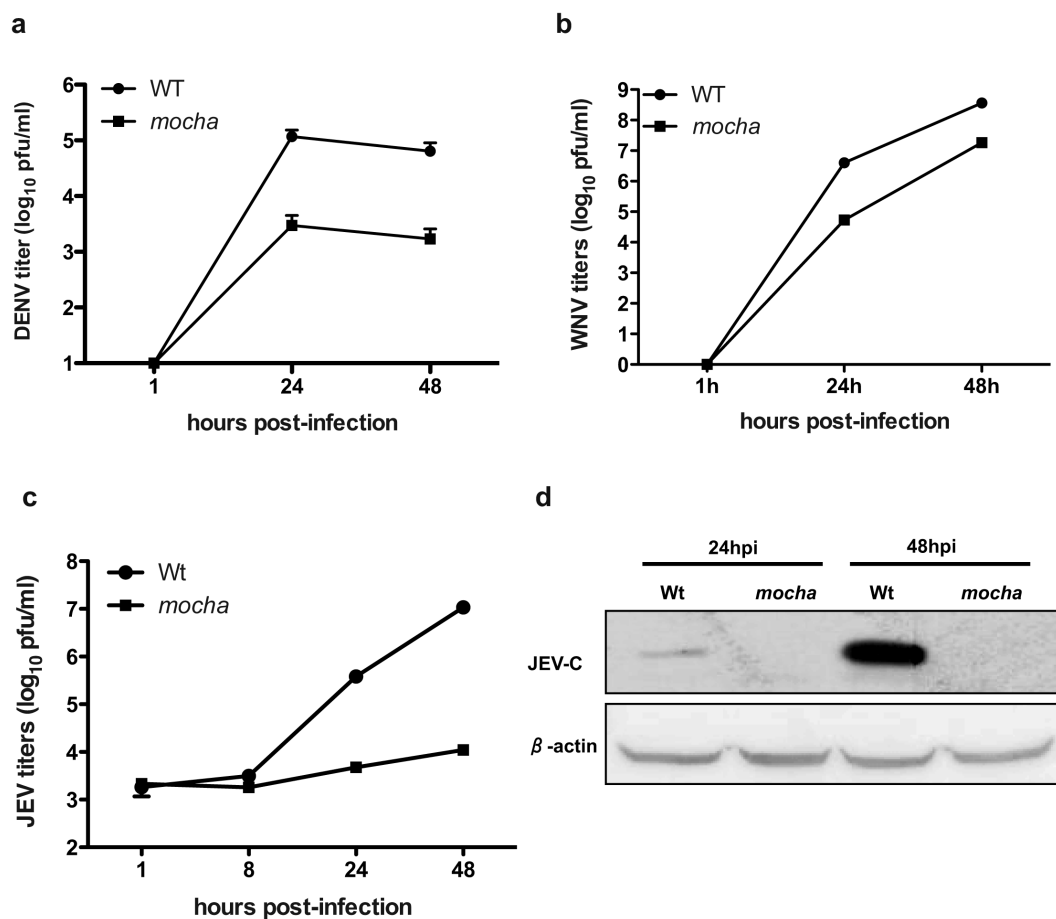 a
DENV titer (log10 pfu/ml)
6
5
4
3
2
1
WT
mocha
1 24 48
hours post-infection
b
WNV titers (log10 pfu/ml)
9
8
7
6
5
4
3
2
1
0
WT
mocha
1h 24h 48h
hours post-infection
c
JEV titers (log10 pfu/ml)
8
7
6
5
4
3
2
Wt
mocha
1 8 24 48
hours post-infection
d
24hpi 48hpi
Wt mocha Wt mocha
JEV-C
β-actin